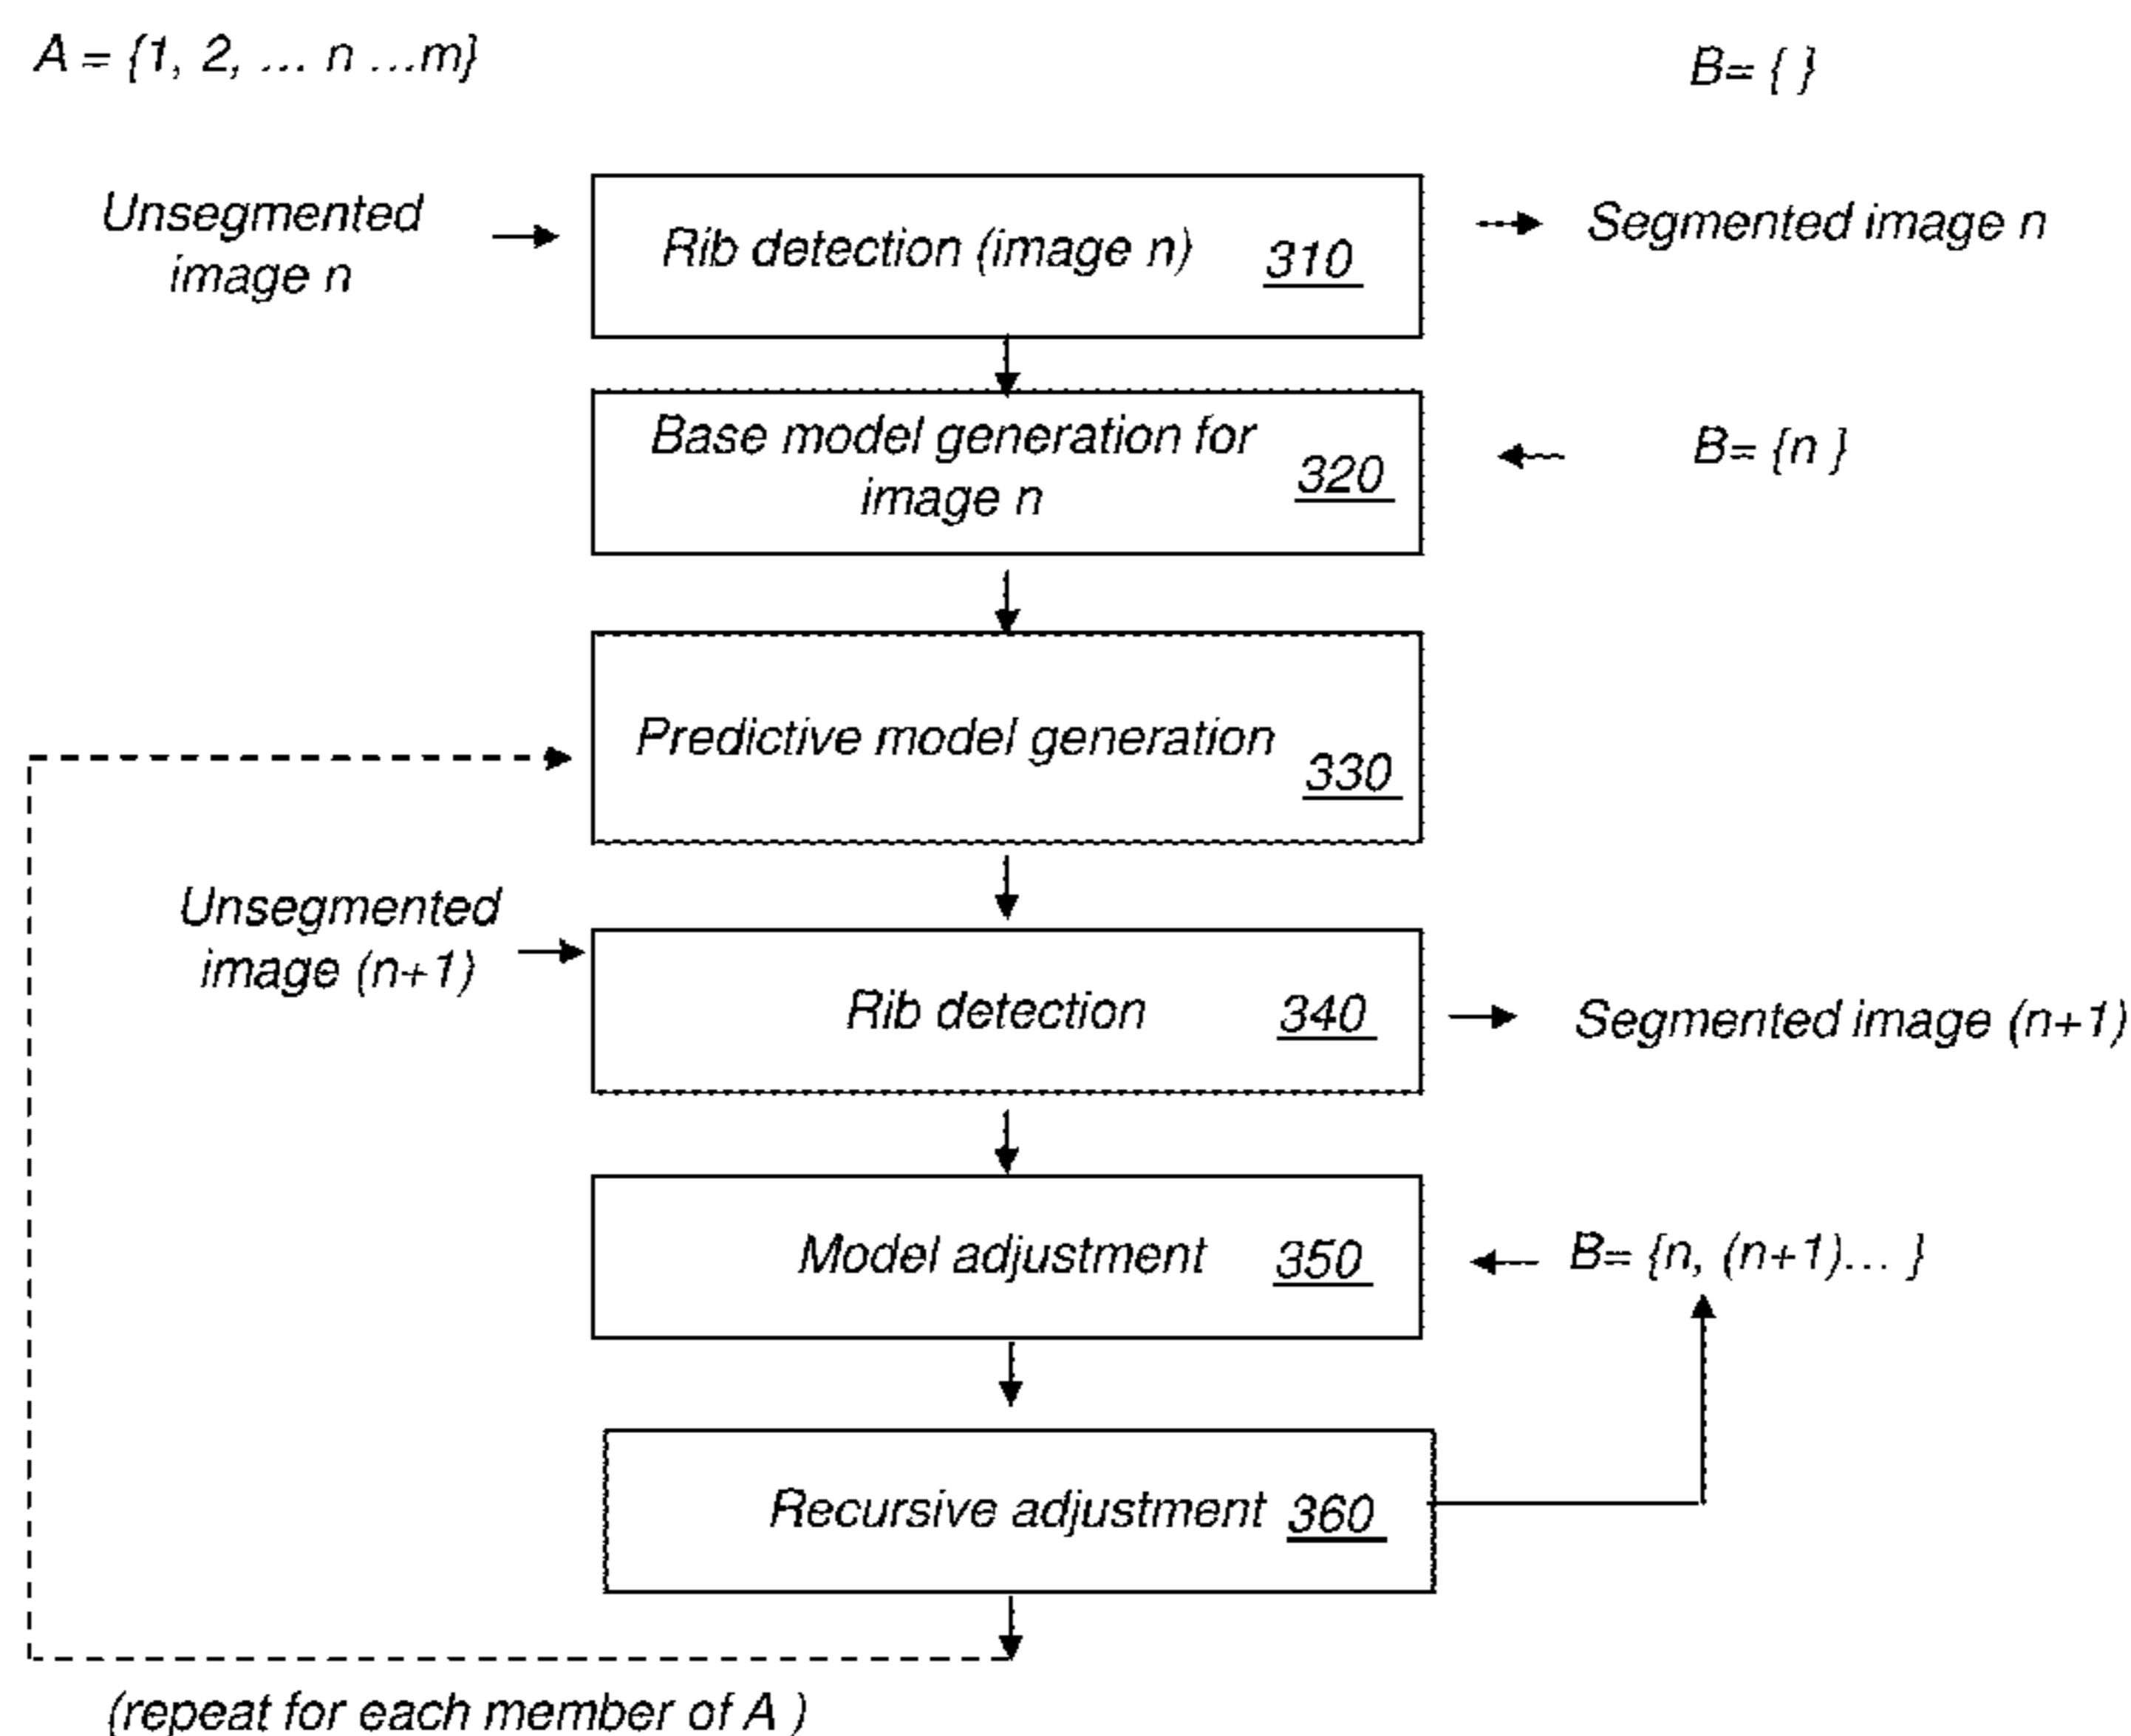 A = {1, 2, ... n ...m}
B= { }
Unsegmented
image n
Rib detection (image n) 310
Segmented image n
Base model generation for
image n
320
B= {n }
Predictive model generation
330
Unsegmented
image (n+1)
Rib detection 340
Segmented image (n+1)
Model adjustment 350
B= {n, (n+1)... }
Recursive adjustment 360
(repeat for each member of A )